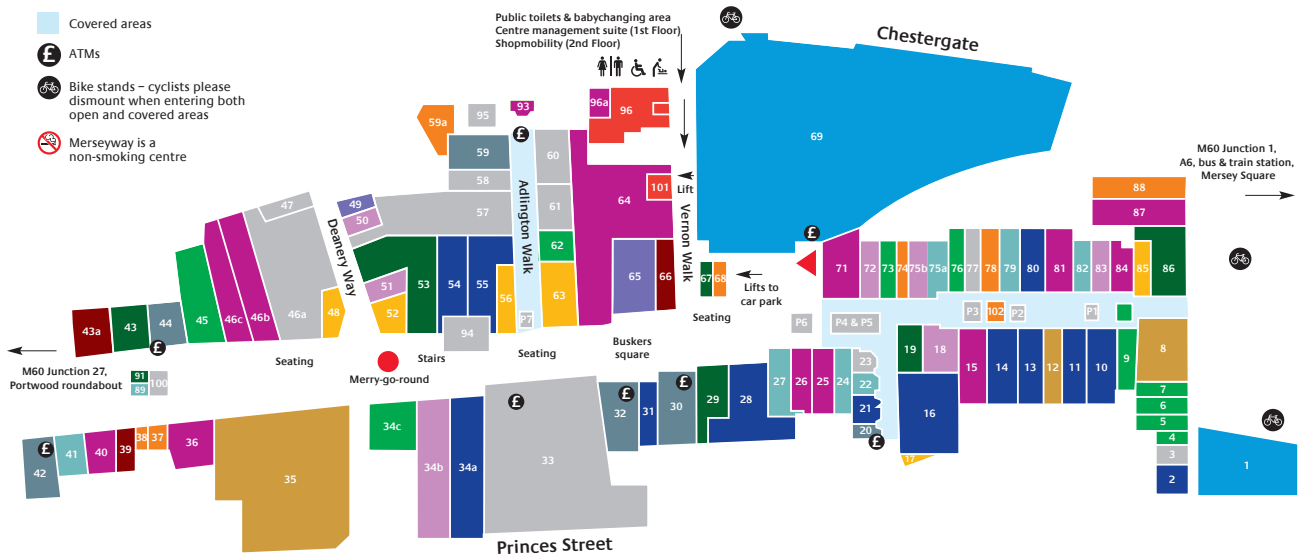 Covered areas
£
ATMs
Bike stands – cyclists please
dismount when entering both
open and covered areas
Merseyway is a
non-smoking centre
Public toilets & babychanging area
Centre management suite (1st Floor)
Shopmobility (2nd Floor)
Chestergate
M60 Junction 1,
A6, bus & train station,
Mersey Square
69
93
95
59a
96a
96
£
59
60
58
Adlington Walk
64
101
Lift
Vernon Walk
49
50
57
61
47
Deanery Way
62
88
87
£
51
53
54
55
56
63
65
66
67
68
Lifts to
car park
Seating
71
72
73
74
75b
75a
76
77
78
79
80
81
82
83
84
85
86
45
46c
46b
46a
48
52
P7
94
43a
43
44
£
P6
P4 & P5
P3
102
P2
P1
Seating
Stairs
Seating
Buskers
square
Merry-go-round
M60 Junction 27,
Portwood roundabout
91
89
100
19
18
15
14
13
12
11
10
9
8
7
6
5
4
3
2
1
16
17
23
22
21
20
£
27
26
25
24
28
29
30
£
31
32
£
33
£
34c
34b
34a
35
36
37
38
39
40
41
42
£
Princes Street